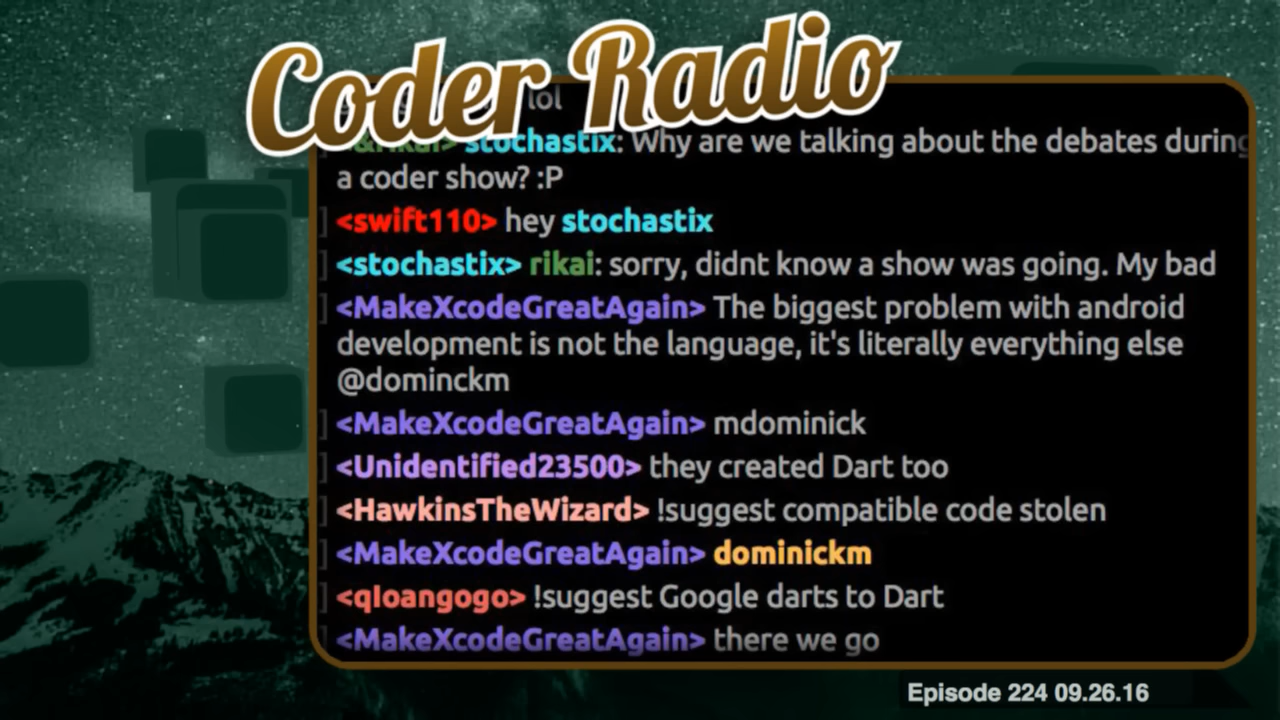 Coder Radio
lol
<&rikai> stochastix: Why are we talking about the debates during
a coder show? :P
] <swift110> hey stochastix
] <stochastix> rikai: sorry, didnt know a show was going. My bad
] <MakeXcodeGreatAgain> The biggest problem with android
development is not the language, it's literally everything else
@dominckm
] <MakeXcodeGreatAgain> mdominick
] <Unidentified23500> they created Dart too
] <HawkinsTheWizard> !suggest compatible code stolen
] <MakeXcodeGreatAgain> dominickm
] <qloangogo> !suggest Google darts to Dart
] <MakeXcodeGreatAgain> there we go
Episode 224 09.26.16